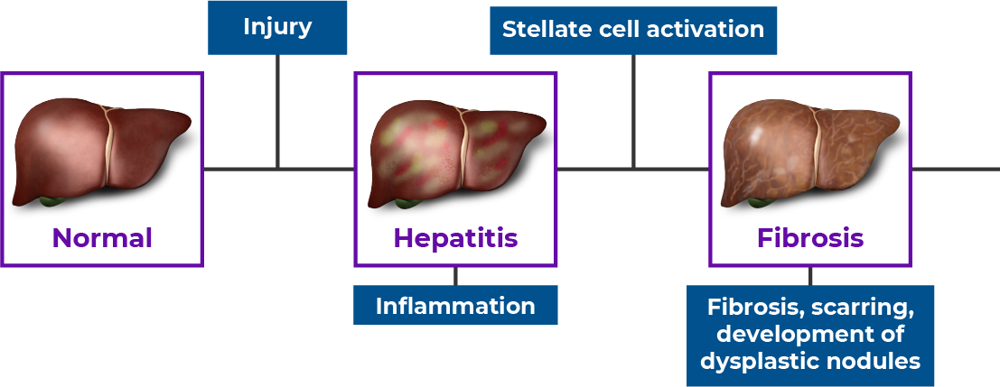 Injury
Stellate cell activation
Normal
Hepatitis
Fibrosis
Inflammation
Fibrosis, scarring,
development of
dysplastic nodules